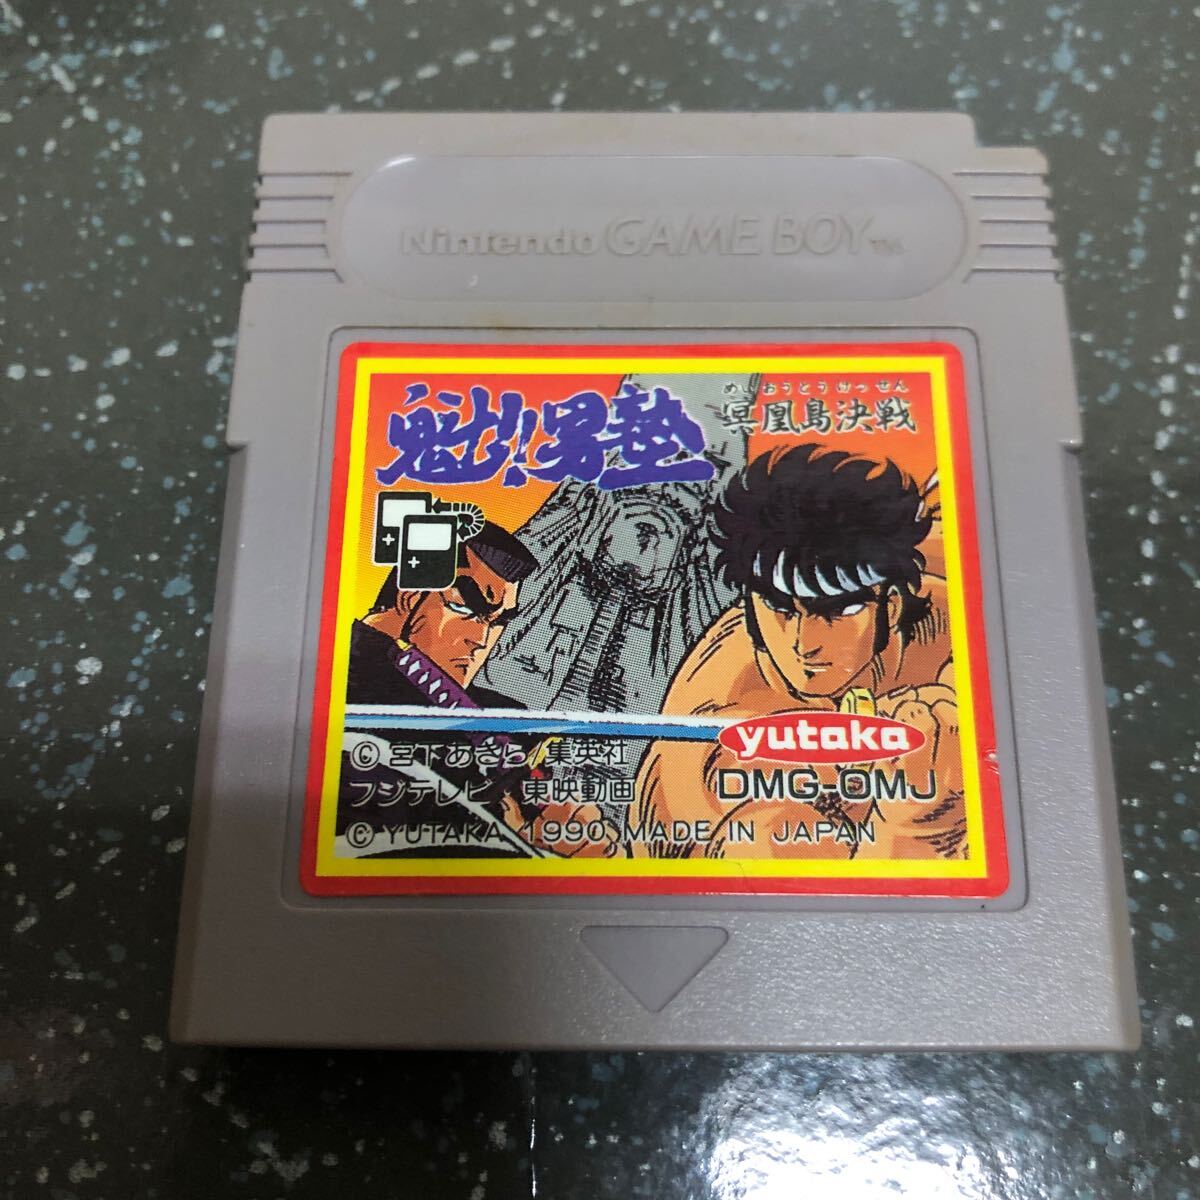 Nintendo GAME BOY TM
魁!!男塾
めいおうとうけっせん
冥凰島決戦
yutaka
© 宮下あきら/集英社
フジテレビ 東映動画
DMG-OMJ
© YUTAKA 1990 MADE IN JAPAN